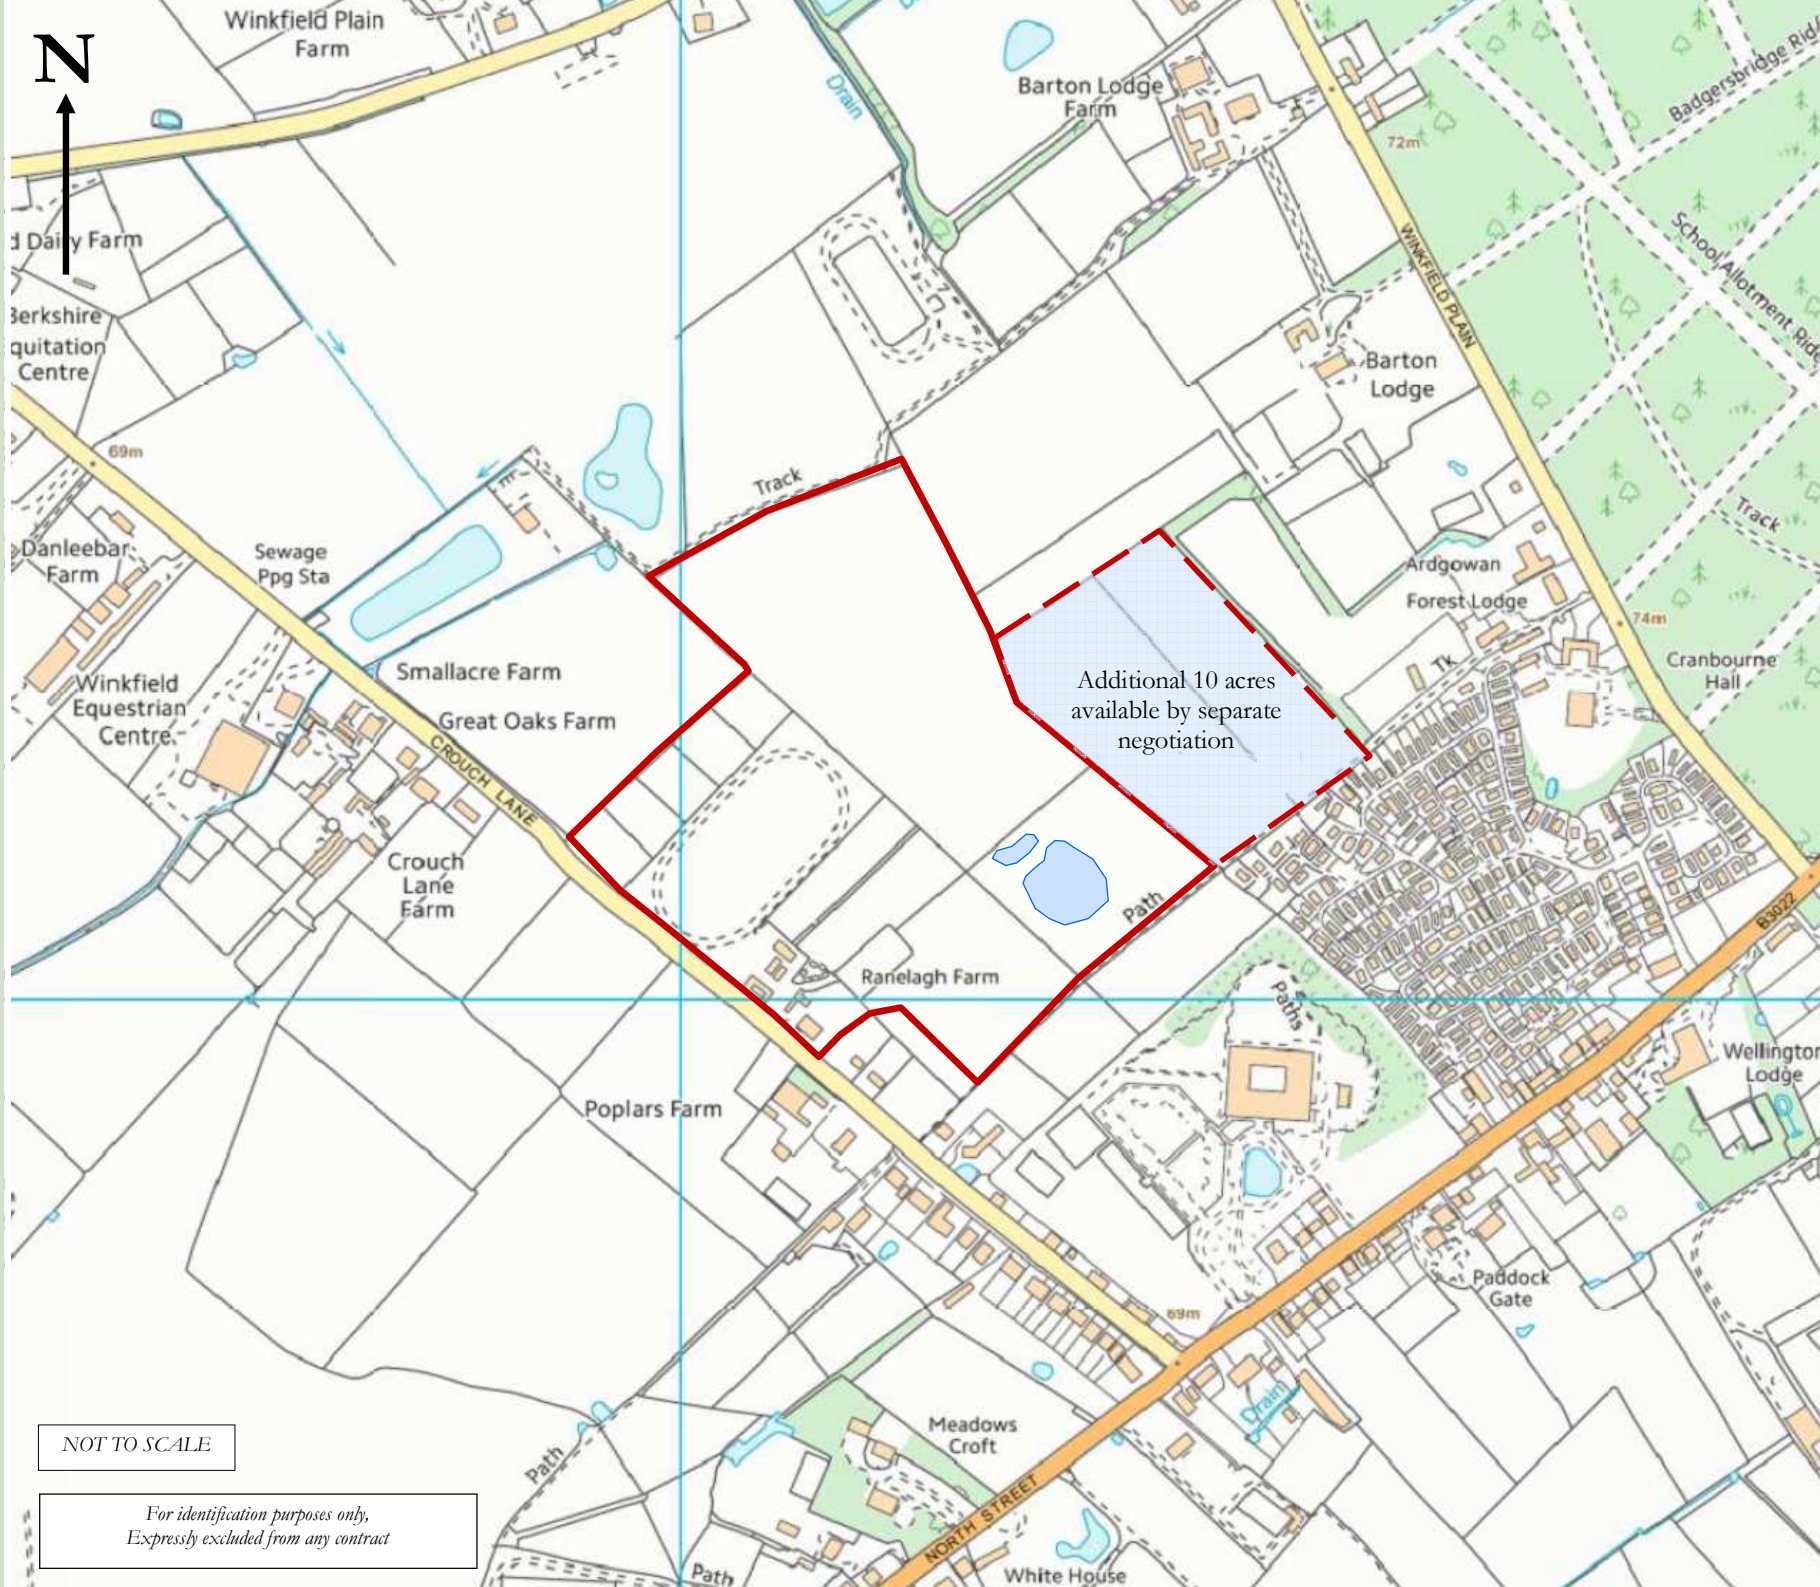 Winkfield Plain
Farm
N
Drain
Barton Lodge
Farm
Badgersbridge
72m
School Allotment Ride
WINKFIELD PLAIN
Dairy Farm
Centre
Barton
Lodge
69m
Track
Track
Danleebar
Farm
Sewage
Ppg Sta
Ardgowan
Forest Lodge
74m
Tk
Cranbourne
Hall
Smallacre Farm
Winkfield
Equestrian
Centre
Great Oaks Farm
CROUCH LANE
Additional 10 acres
available by separate
negotiation
Crouch
Lane
Farm
Path
B3022
Ranelagh Farm
Paths
Wellington
Lodge
Poplars Farm
Paddock
Gate
69m
Drain
Meadows
Croft
NOT TO SCALE
Path
For identification purposes only,
Expressly excluded from any contract
NORTH STREET
Path
White House